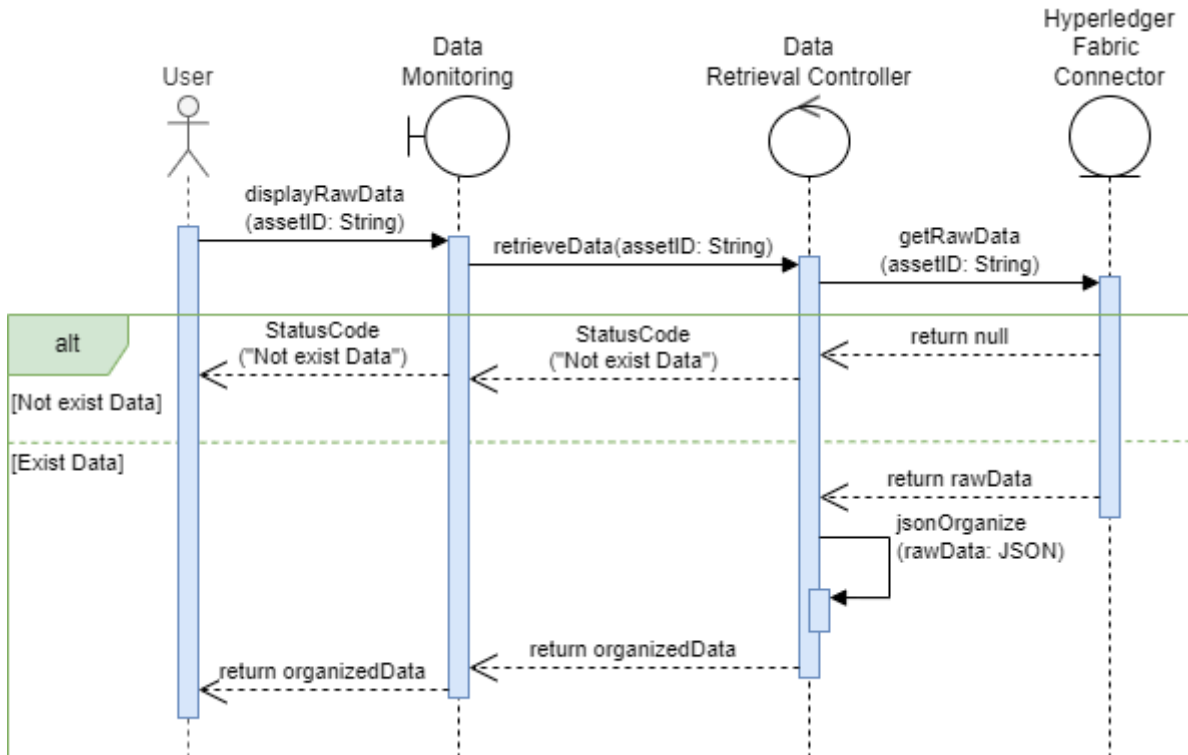 User
Data
Monitoring
Data
Retrieval Controller
Hyperledger
Fabric
Connector
displayRawData
(assetID: String)
retrieveData(assetID: String)
getRawData
(assetID: String)
alt
StatusCode
("Not exist Data")
StatusCode
("Not exist Data")
return null
[Not exist Data]
[Exist Data]
return rawData
jsonOrganize
(rawData: JSON)
return organizedData
return organizedData